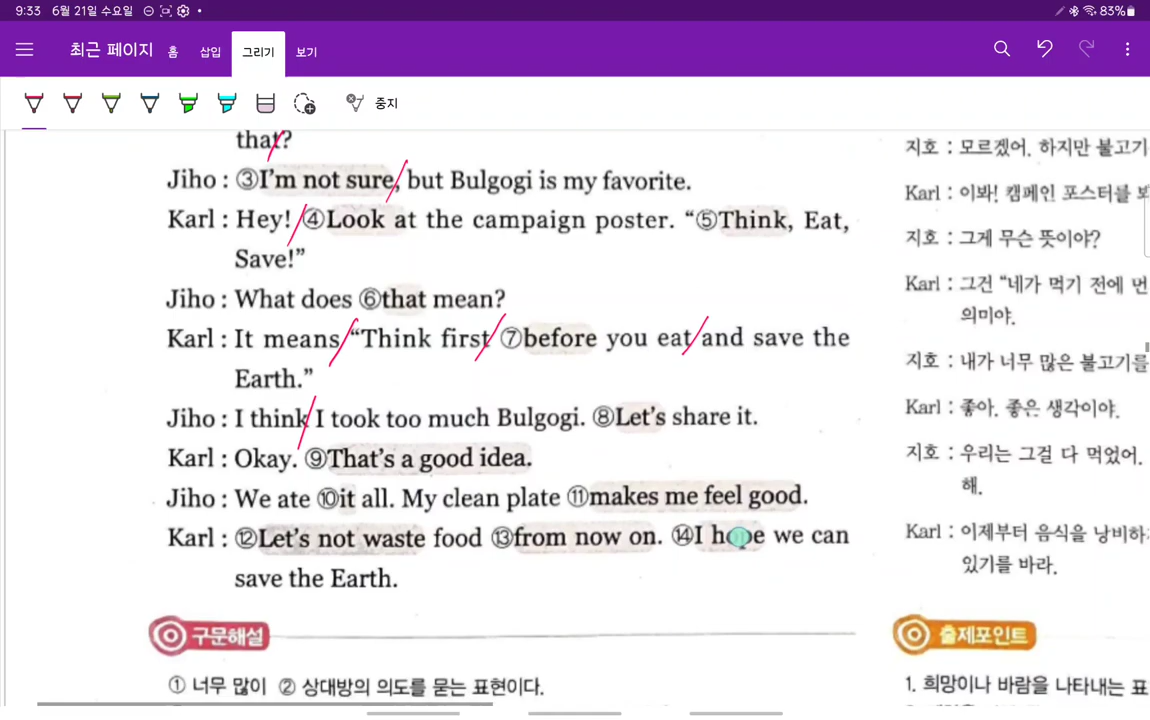 9:33 6월 21일 수요일 83%
최근 페이지 홈 삽입 그리기 보기
중지
that?
Jiho : ③I'm not sure, but Bulgogi is my favorite.
Karl : Hey! ④Look at the campaign poster. “⑤Think, Eat,
Save!”
Jiho : What does ⑥that mean?
Karl : It means “Think first ⑦before you eat and save the
Earth.”
Jiho : I think I took too much Bulgogi. ⑧Let's share it.
Karl : Okay. ⑨That's a good idea.
Jiho : We ate ⑩it all. My clean plate ⑪makes me feel good.
Karl : ⑫Let's not waste food ⑬from now on. ⑭I hope we can
save the Earth.
구문해설
① 너무 많이 ② 상대방의 의도를 묻는 표현이다.
지호 : 모르겠어, 하지만 불고기
Karl : 이봐! 캠페인 포스터를 보
지호 : 그게 무슨 뜻이야?
Karl : 그건 “네가 먹기 전에 먼
의미야.
지호 : 내가 너무 많은 불고기를
Karl : 좋아. 좋은 생각이야.
지호 : 우리는 그걸 다 먹었어.
해.
Karl : 이제부터 음식을 낭비하
있기를 바라.
출제포인트
1. 희망이나 바람을 나타내는 표